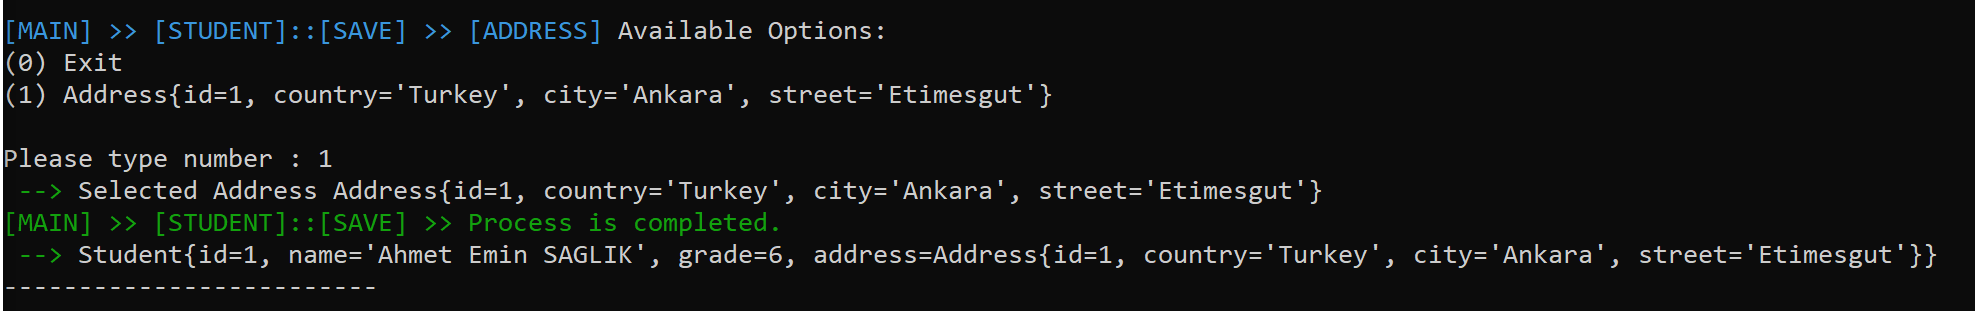 [MAIN] >> [STUDENT]::[SAVE] >> [ADDRESS] Available Options:
(0) Exit
(1) Address{id=1, country='Turkey', city='Ankara', street='Etimesgut'}
Please type number : 1
--> Selected Address Address{id=1, country='Turkey', city='Ankara', street='Etimesgut'}
[MAIN] >> [STUDENT]::[SAVE] >> Process is completed.
--> Student{id=1, name='Ahmet Emin SAGLIK', grade=6, address=Address{id=1, country='Turkey', city='Ankara', street='Etimesgut'}}
-------------------------